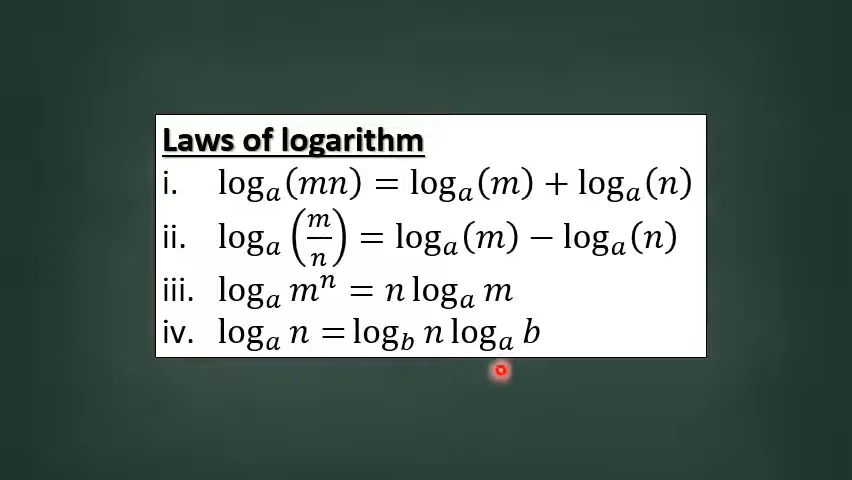 Laws of logarithm
i. logₐ(mn) = logₐ(m) + logₐ(n)
ii. logₐ(m/n) = logₐ(m) − logₐ(n)
iii. logₐ mⁿ = n logₐ m
iv. logₐ n = log_b n logₐ b